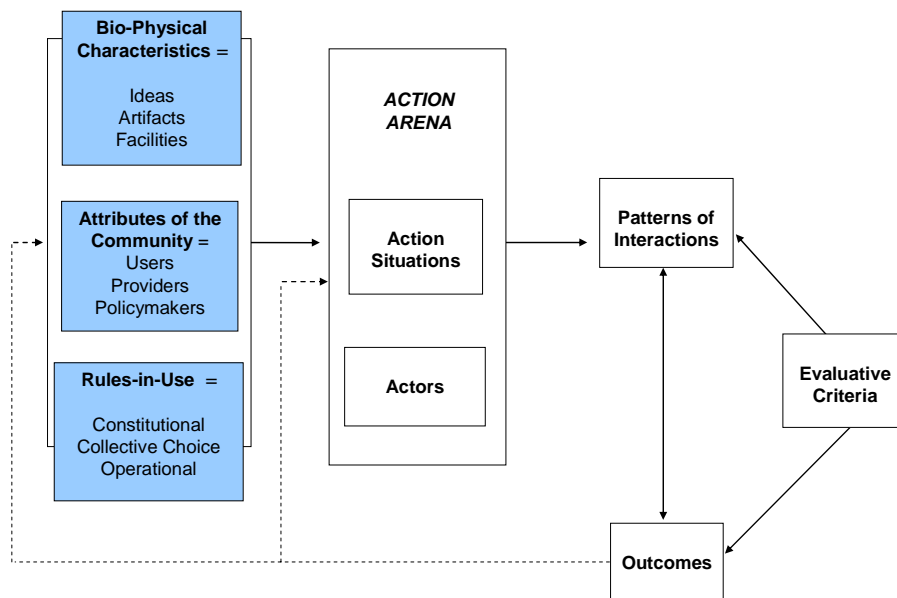 Bio-Physical
Characteristics =
Ideas
Artifacts
Facilities
Attributes of the
Community =
Users
Providers
Policymakers
Rules-in-Use =
Constitutional
Collective Choice
Operational
ACTION
ARENA
Action
Situations
Actors
Patterns of
Interactions
Evaluative
Criteria
Outcomes